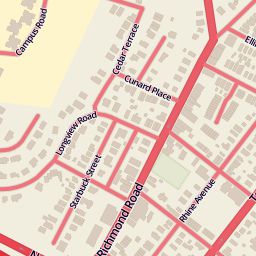 Campus Road
Cedar Terrace
Cunard Place
Longview Road
Starbuck Street
Richmond Road
Rhine Avenue